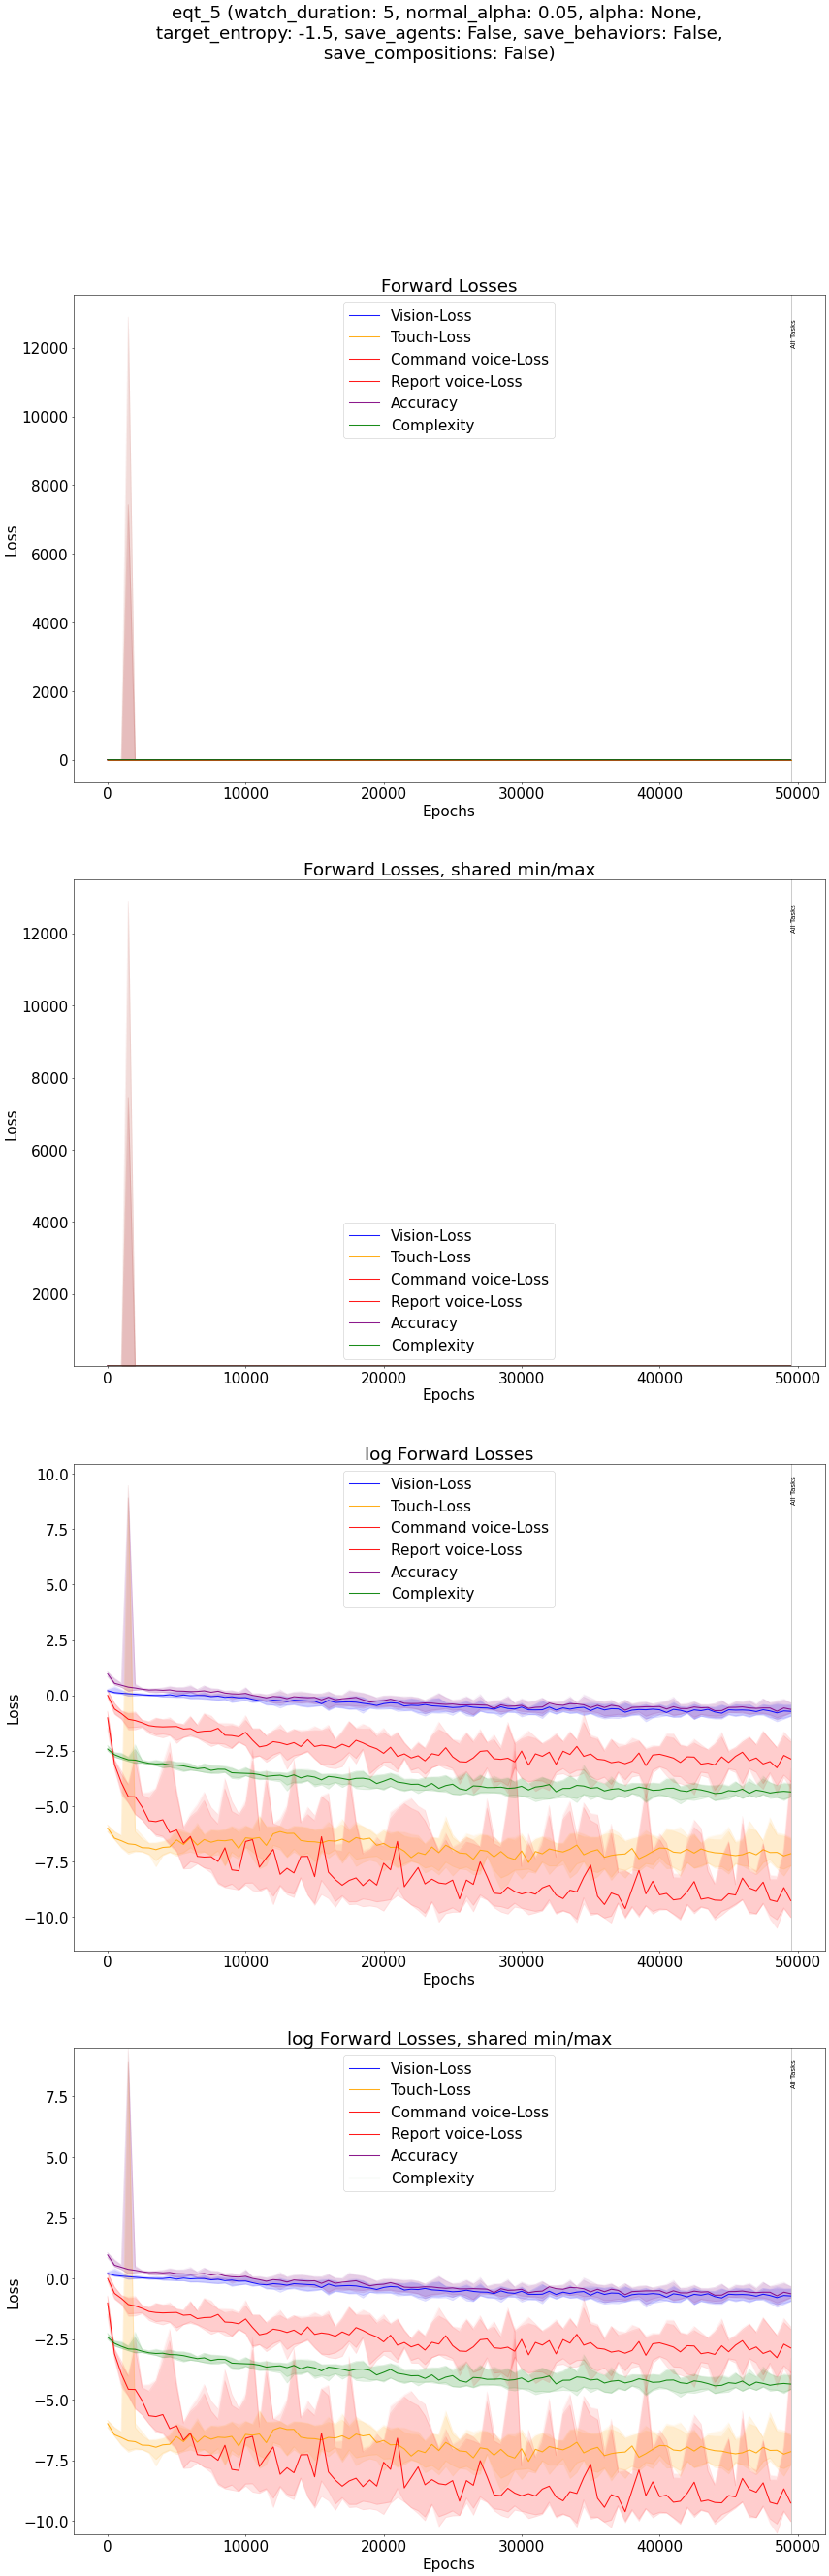 eqt_5 (watch_duration: 5, normal_alpha: 0.05, alpha: None,
target_entropy: -1.5, save_agents: False, save_behaviors: False,
save_compositions: False)
Forward Losses
Vision-Loss
Touch-Loss
Command voice-Loss
Report voice-Loss
Accuracy
Complexity
All Tasks
12000
10000
8000
6000
4000
2000
0
Loss
0 10000 20000 30000 40000 50000
Epochs
Forward Losses, shared min/max
All Tasks
12000
10000
8000
6000
4000
2000
Loss
Vision-Loss
Touch-Loss
Command voice-Loss
Report voice-Loss
Accuracy
Complexity
0 10000 20000 30000 40000 50000
Epochs
log Forward Losses
Vision-Loss
Touch-Loss
Command voice-Loss
Report voice-Loss
Accuracy
Complexity
All Tasks
10.0
7.5
5.0
2.5
0.0
−2.5
−5.0
−7.5
−10.0
Loss
0 10000 20000 30000 40000 50000
Epochs
log Forward Losses, shared min/max
Vision-Loss
Touch-Loss
Command voice-Loss
Report voice-Loss
Accuracy
Complexity
All Tasks
7.5
5.0
2.5
0.0
−2.5
−5.0
−7.5
−10.0
Loss
0 10000 20000 30000 40000 50000
Epochs